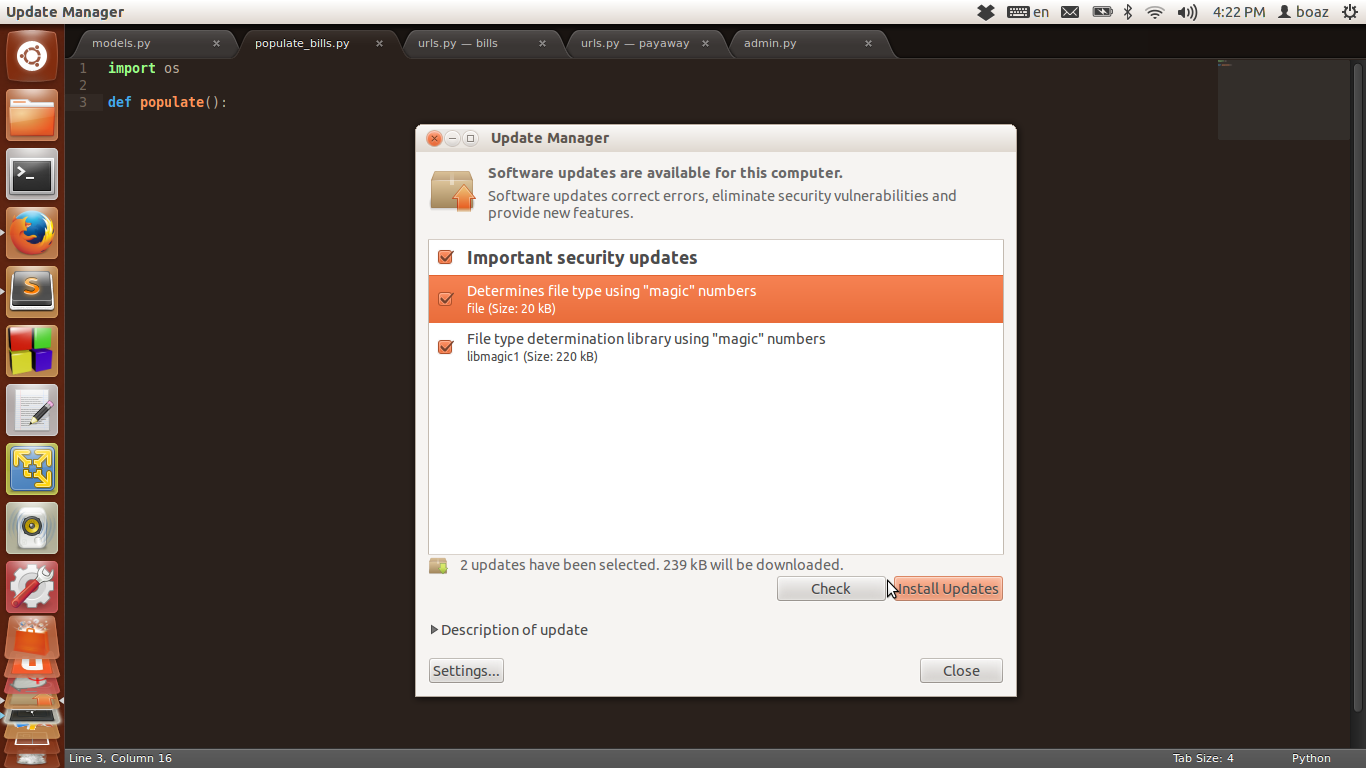 Update Manager
en
4:22 PM
boaz
models.py
populate_bills.py
urls.py — bills
urls.py — payaway
admin.py
1 import os
2
3 def populate():
Update Manager
Software updates are available for this computer.
Software updates correct errors, eliminate security vulnerabilities and
provide new features.
Important security updates
Determines file type using "magic" numbers
file (Size: 20 kB)
File type determination library using "magic" numbers
libmagic1 (Size: 220 kB)
2 updates have been selected. 239 kB will be downloaded.
Check
Install Updates
Description of update
Settings...
Close
Line 3, Column 16
Tab Size: 4
Python